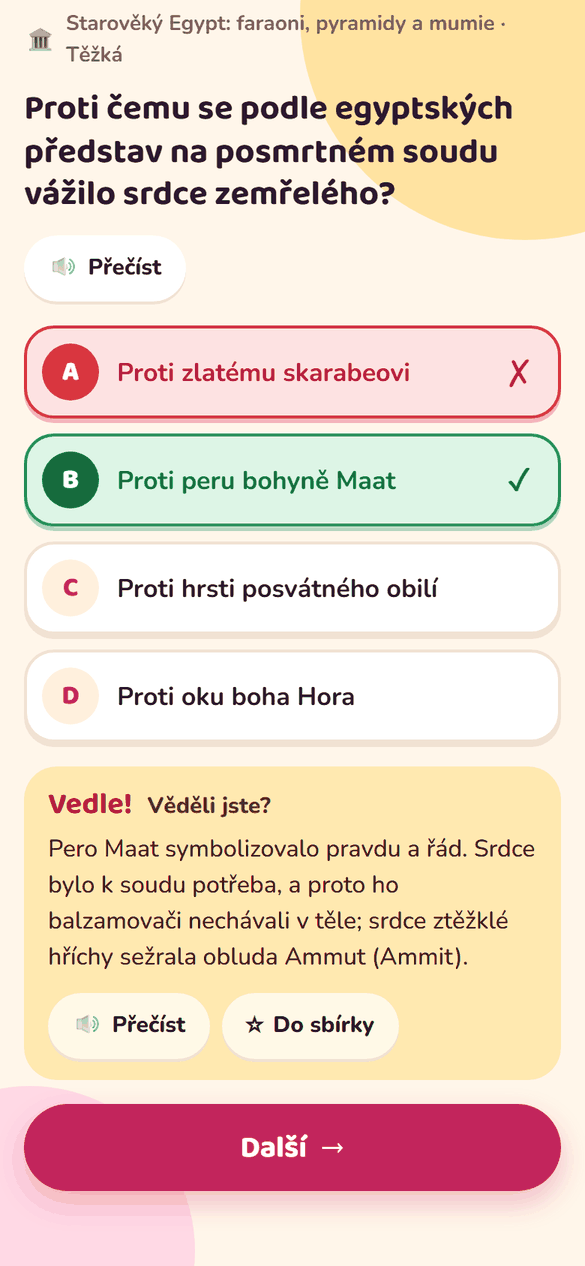 Starověký Egypt: faraoni, pyramidy a mumie ·
Těžká
Proti čemu se podle egyptských
představ na posmrtném soudu
vážilo srdce zemřelého?
Přečíst
A Proti zlatému skarabeovi ✗
B Proti peru bohyně Maat ✓
C Proti hrsti posvátného obilí
D Proti oku boha Hora
Vedle! Věděli jste?
Pero Maat symbolizovalo pravdu a řád. Srdce
bylo k soudu potřeba, a proto ho
balzamovači nechávali v těle; srdce ztěžklé
hříchy sežrala obluda Ammut (Ammit).
Přečíst ☆ Do sbírky
Další →